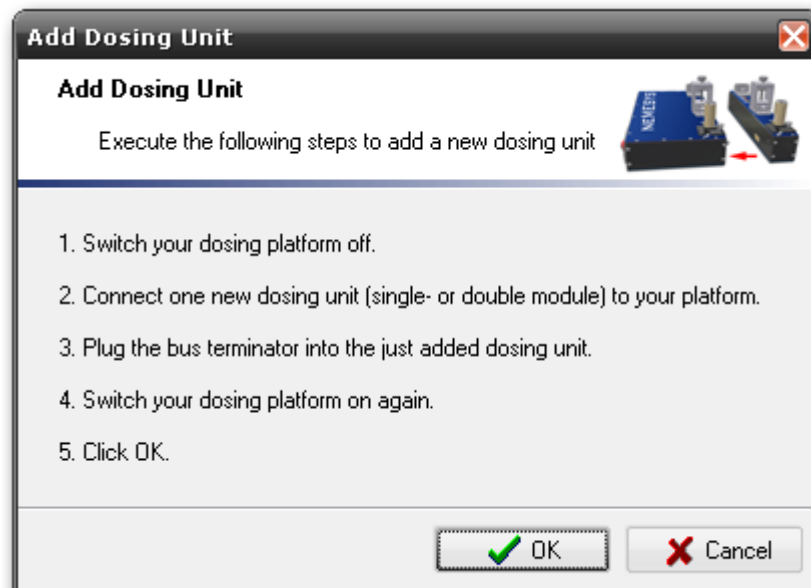 Add Dosing Unit
Add Dosing Unit
Execute the following steps to add a new dosing unit
NEMESYS
1. Switch your dosing platform off.
2. Connect one new dosing unit (single- or double module) to your platform.
3. Plug the bus terminator into the just added dosing unit.
4. Switch your dosing platform on again.
5. Click OK.
OK
Cancel